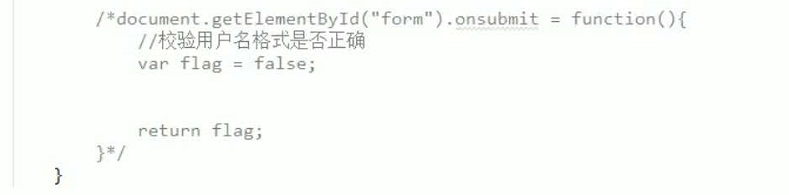 /*document.getElementById("form").onsubmit = function(){
//校验用户名格式是否正确
var flag = false;
return flag;
}*/
}